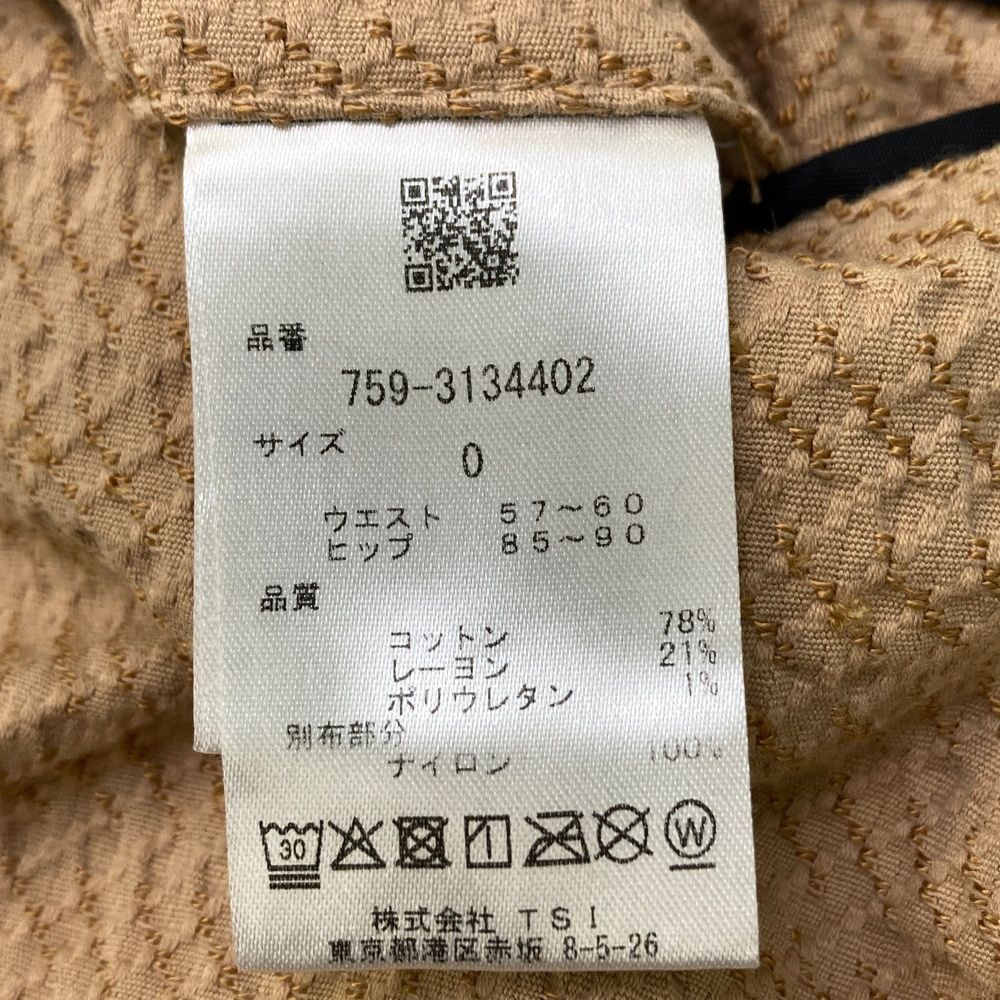 品番
759-3134402
サイズ 0
ウエスト 57〜60
ヒップ 85〜90
品質
コットン 78%
レーヨン 21%
ポリウレタン 1%
別布部分
ナイロン 100%
30 W
株式会社 TSI
東京都港区赤坂 8-5-26